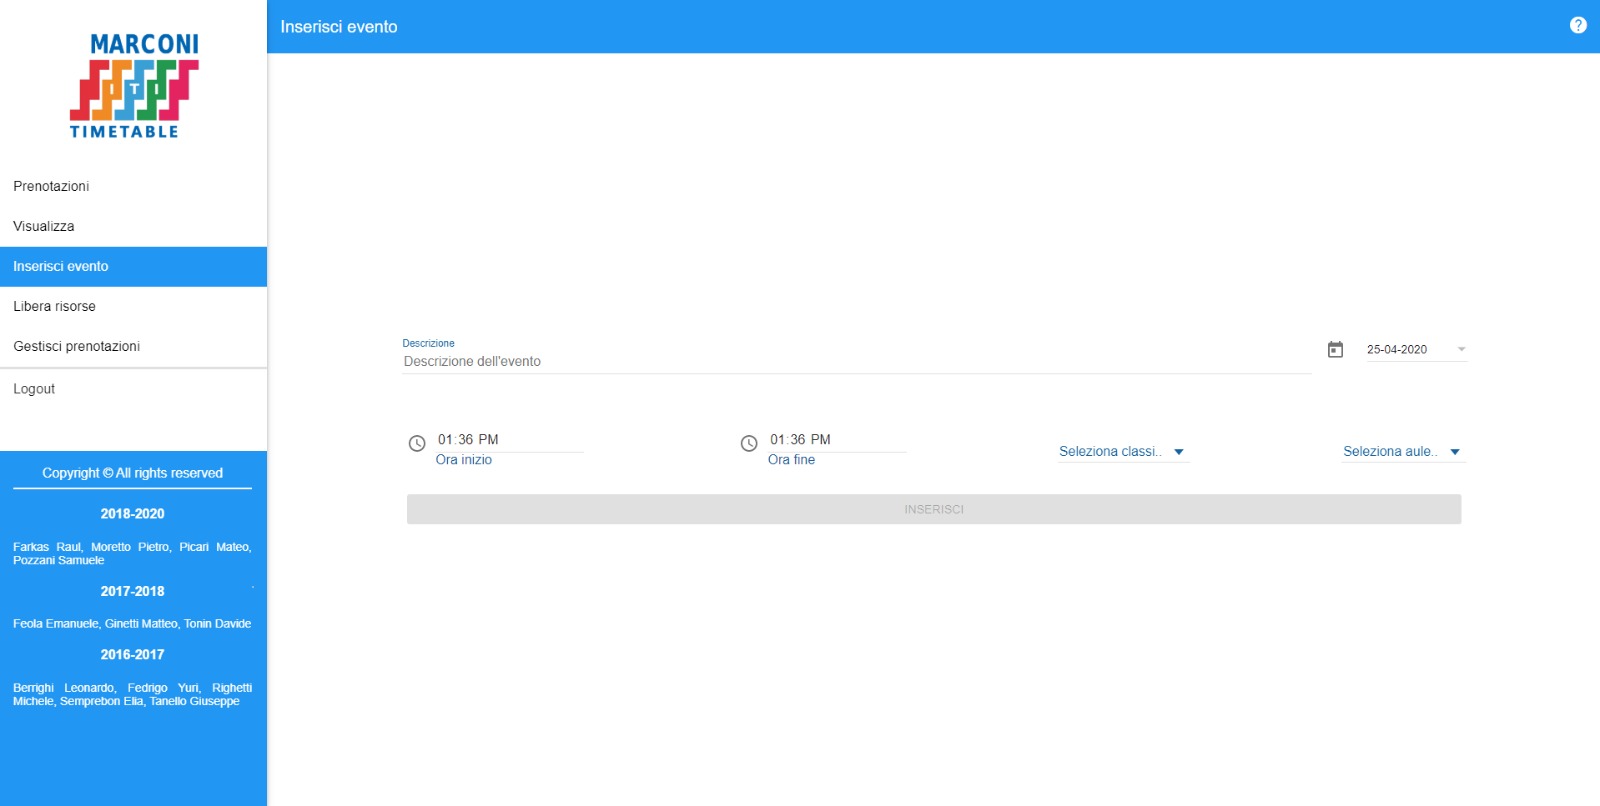 MARCONI
T
TIMETABLE
Prenotazioni
Visualizza
Inserisci evento
Libera risorse
Gestisci prenotazioni
Logout
Copyright © All rights reserved
2018-2020
Farkas Raul, Moretto Pietro, Picari Mateo,
Pozzani Samuele
2017-2018
Feola Emanuele, Ginetti Matteo, Tonin Davide
2016-2017
Berrighi Leonardo, Fedrigo Yuri, Righetti
Michele, Semprebon Elia, Tanello Giuseppe
Inserisci evento
?
Descrizione
Descrizione dell'evento
25-04-2020
01:36 PM
Ora inizio
01:36 PM
Ora fine
Seleziona classi..
Seleziona aule..
INSERISCI